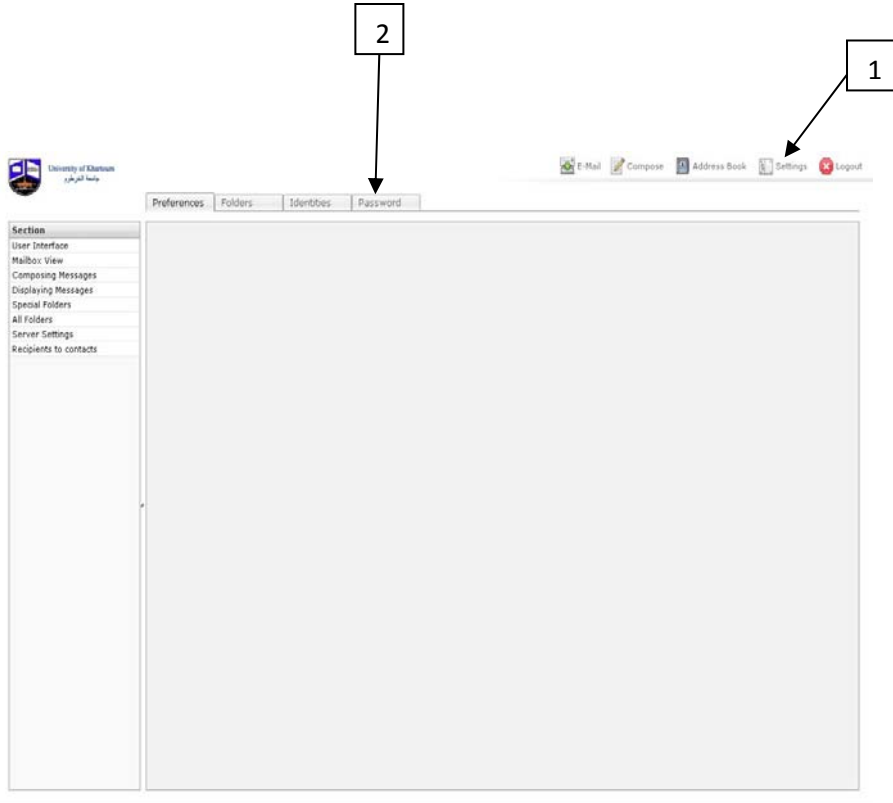 2
1
University of Khartoum
جامعة الخرطوم
E-Mail Compose Address Book Settings Logout
Preferences Folders Identities Password
Section
User Interface
Mailbox View
Composing Messages
Displaying Messages
Special Folders
All Folders
Server Settings
Recipients to contacts